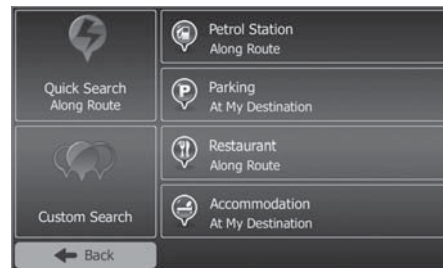 Quick Search
Along Route
Custom Search
Back
Petrol Station
Along Route
P
Parking
At My Destination
Restaurant
Along Route
Accommodation
At My Destination